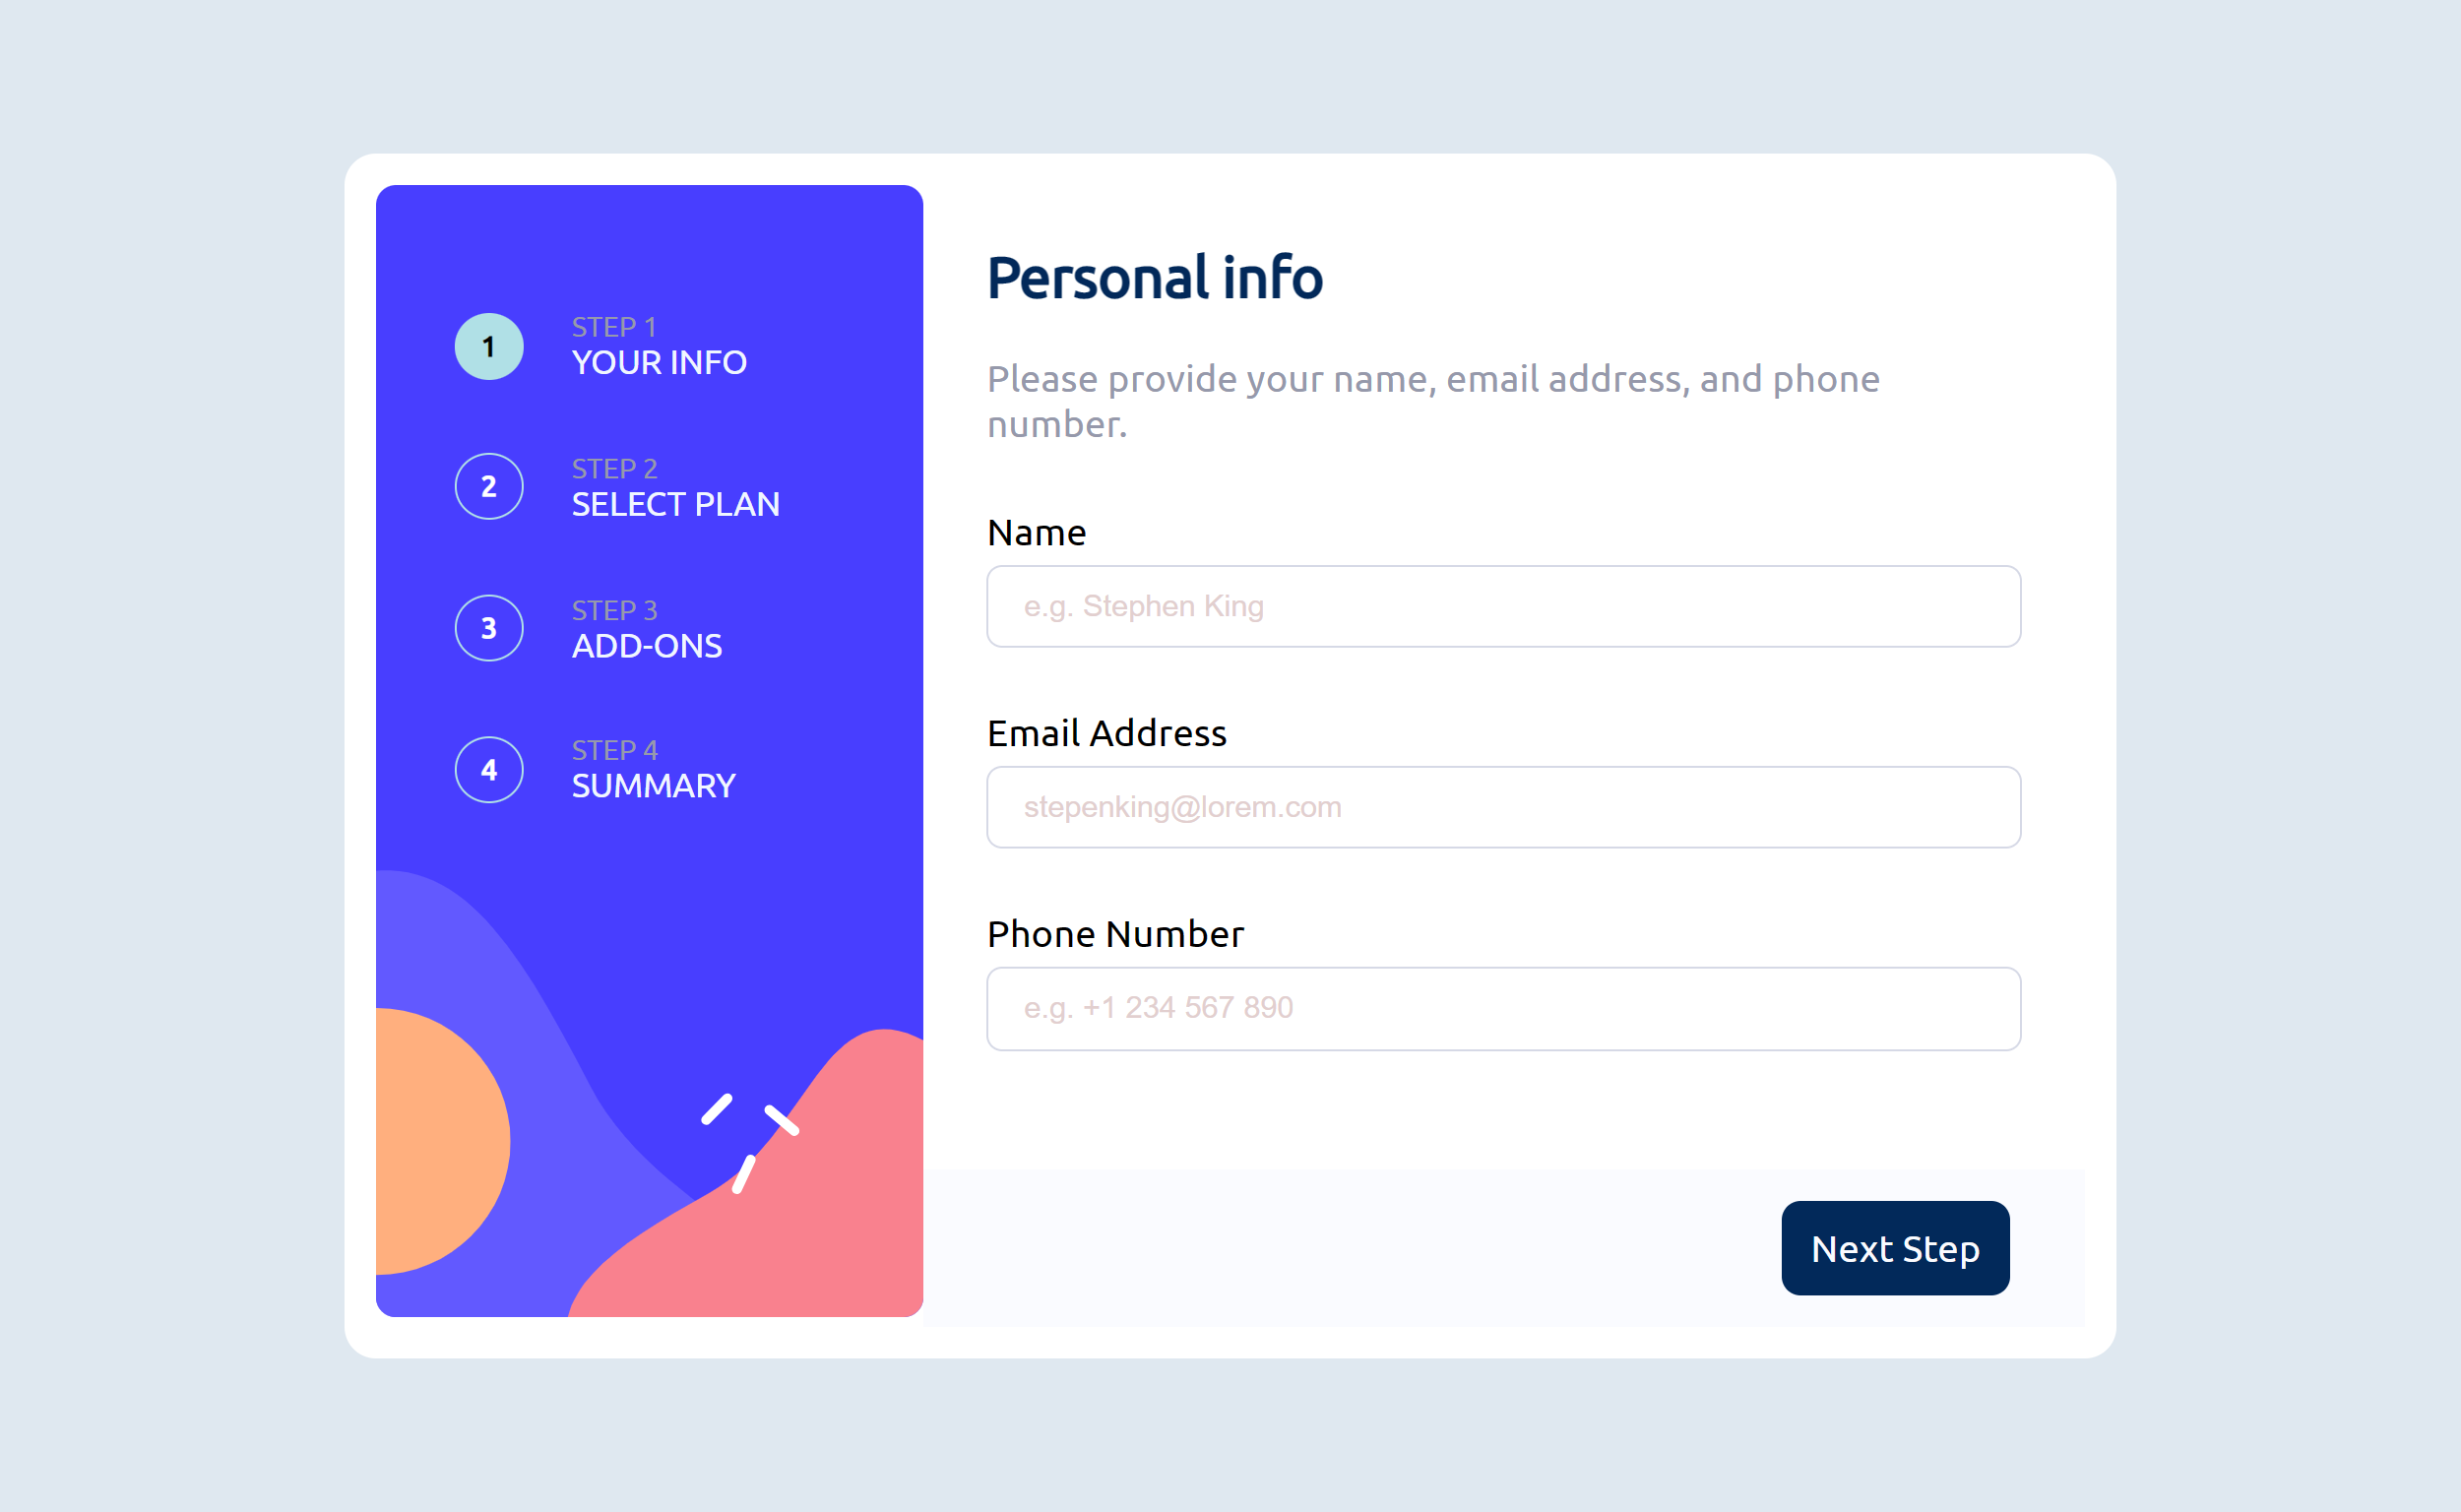 1
STEP 1
YOUR INFO
2
STEP 2
SELECT PLAN
3
STEP 3
ADD-ONS
4
STEP 4
SUMMARY
Personal info
Please provide your name, email address, and phone
number.
Name
e.g. Stephen King
Email Address
stepenking@lorem.com
Phone Number
e.g. +1 234 567 890
Next Step